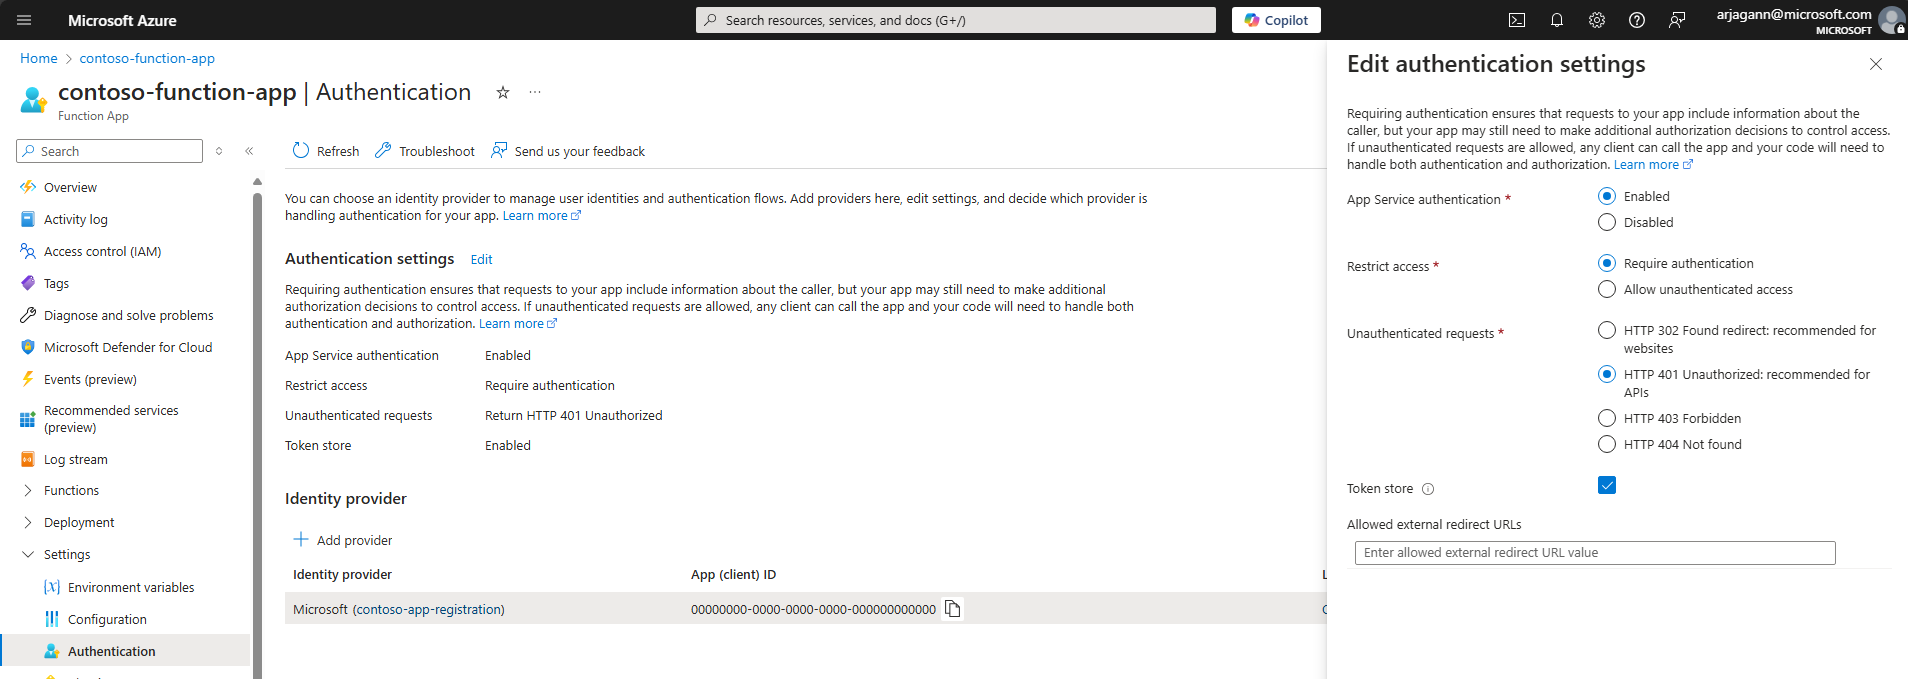 Microsoft Azure
Search resources, services, and docs (G+/)
Copilot
arjagann@microsoft.com
MICROSOFT
Home > contoso-function-app
contoso-function-app | Authentication
Function App
Search
Overview
Activity log
Access control (IAM)
Tags
Diagnose and solve problems
Microsoft Defender for Cloud
Events (preview)
Recommended services
(preview)
Log stream
Functions
Deployment
Settings
Environment variables
Configuration
Authentication
Refresh
Troubleshoot
Send us your feedback
You can choose an identity provider to manage user identities and authentication flows. Add providers here, edit settings, and decide which provider is
handling authentication for your app. Learn more
Authentication settings Edit
Requiring authentication ensures that requests to your app include information about the caller, but your app may still need to make additional
authorization decisions to control access. If unauthenticated requests are allowed, any client can call the app and your code will need to handle both
authentication and authorization. Learn more
App Service authentication Enabled
Restrict access Require authentication
Unauthenticated requests Return HTTP 401 Unauthorized
Token store Enabled
Identity provider
Add provider
Identity provider App (client) ID
Microsoft (contoso-app-registration) 00000000-0000-0000-0000-000000000000
Edit authentication settings
Requiring authentication ensures that requests to your app include information about the
caller, but your app may still need to make additional authorization decisions to control access.
If unauthenticated requests are allowed, any client can call the app and your code will need to
handle both authentication and authorization. Learn more
App Service authentication * Enabled
Disabled
Restrict access * Require authentication
Allow unauthenticated access
Unauthenticated requests * HTTP 302 Found redirect: recommended for
websites
HTTP 401 Unauthorized: recommended for
APIs
HTTP 403 Forbidden
HTTP 404 Not found
Token store
Allowed external redirect URLs
Enter allowed external redirect URL value